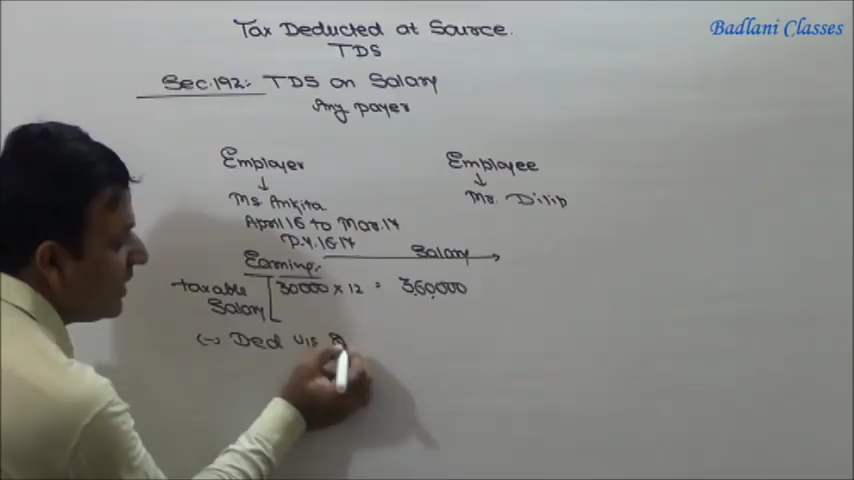 Tax Deducted at Source.
Badlani Classes
TDS
Sec.192:- TDS on Salary
Any payer
Employer
Employee
Ms Ankita
Mr. Dilip
April 16 to Mar.17
P.Y. 16-17
Salary
Earning:-
Taxable Salary
30000 x 12 = 3,60,000
(-) Ded U/S 8